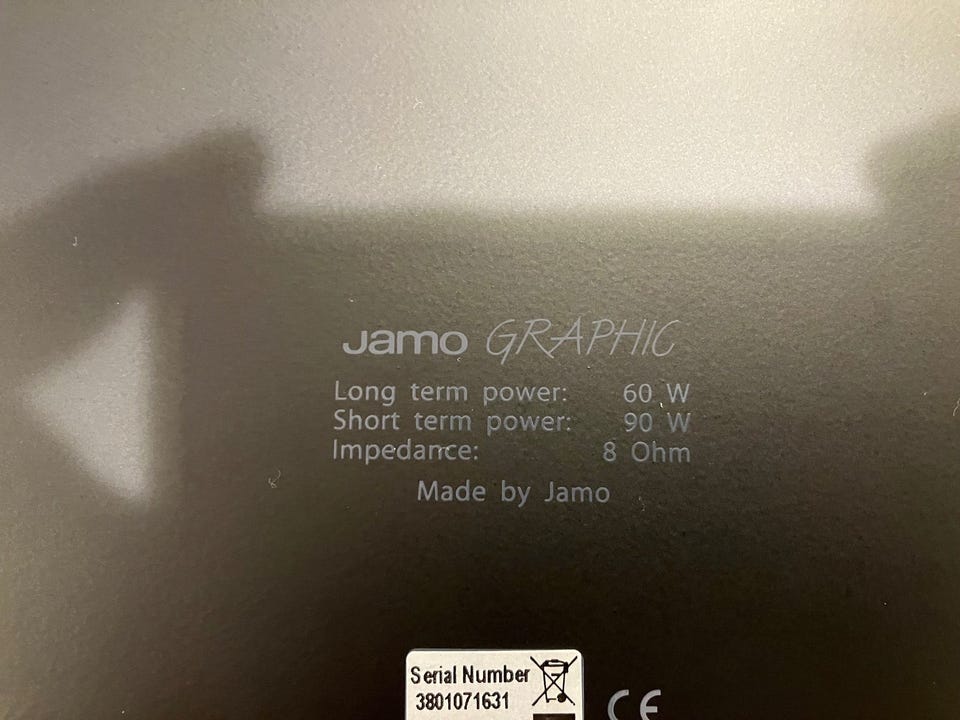 Jamo GRAPHIC
Long term power: 60 W
Short term power: 90 W
Impedance: 8 Ohm
Made by Jamo
Serial Number
3801071631
CE